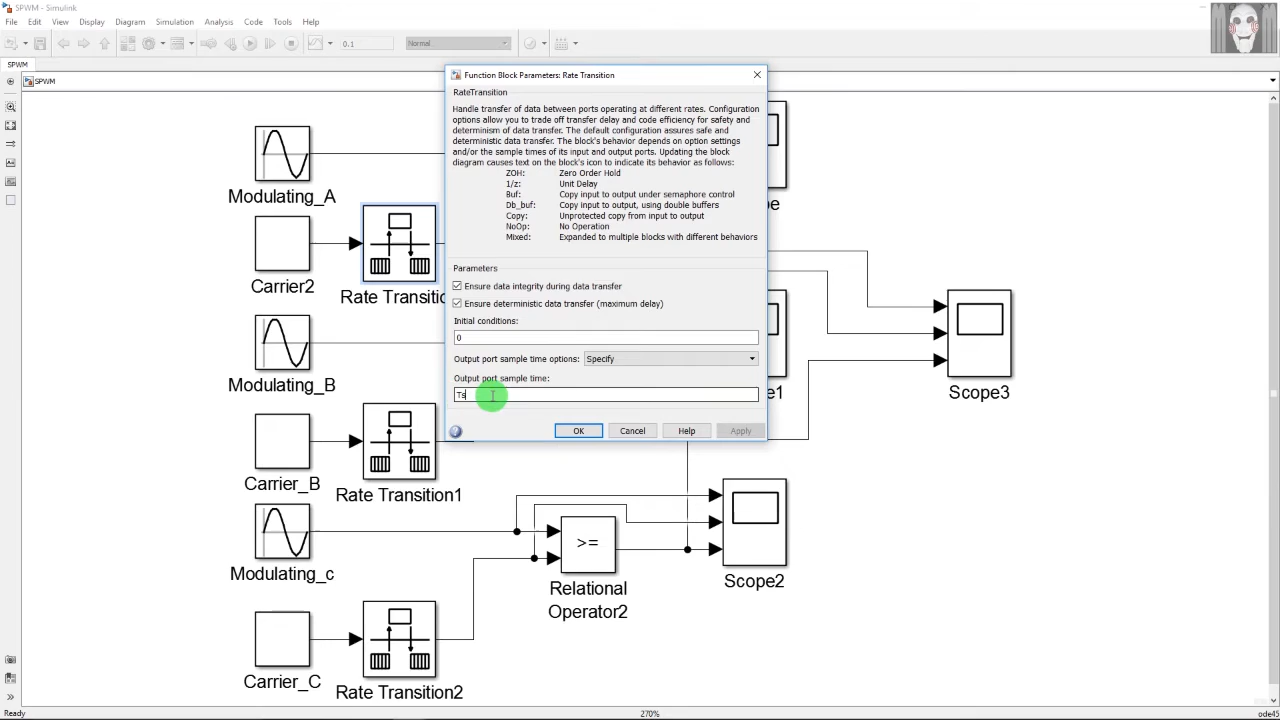 SPWM - Simulink
File Edit View Display Diagram Simulation Analysis Code Tools Help
0.1 Normal
SPWM
SPWM
Function Block Parameters: Rate Transition
RateTransition
Handle transfer of data between ports operating at different rates. Configuration
options allow you to trade off transfer delay and code efficiency for safety and
determinism of data transfer. The default configuration assures safe and
deterministic data transfer. The block's behavior depends on option settings
and/or the sample times of its input and output ports. Updating the block
diagram causes text on the block's icon to indicate its behavior as follows:
ZOH: Zero Order Hold
1/z: Unit Delay
Buf: Copy input to output under semaphore control
Db_buf: Copy input to output, using double buffers
Copy: Unprotected copy from input to output
NoOp: No Operation
Mixed: Expanded to multiple blocks with different behaviors
Parameters
Ensure data integrity during data transfer
Ensure deterministic data transfer (maximum delay)
Initial conditions:
0
Output port sample time options: Specify
Output port sample time:
Ts
OK Cancel Help Apply
Modulating_A
Carrier2
Rate Transitio
Modulating_B
e1
Scope3
Carrier_B
Rate Transition1
Modulating_c
>=
Relational
Operator2
Scope2
Carrier_C
Rate Transition2
Ready 270% ode45